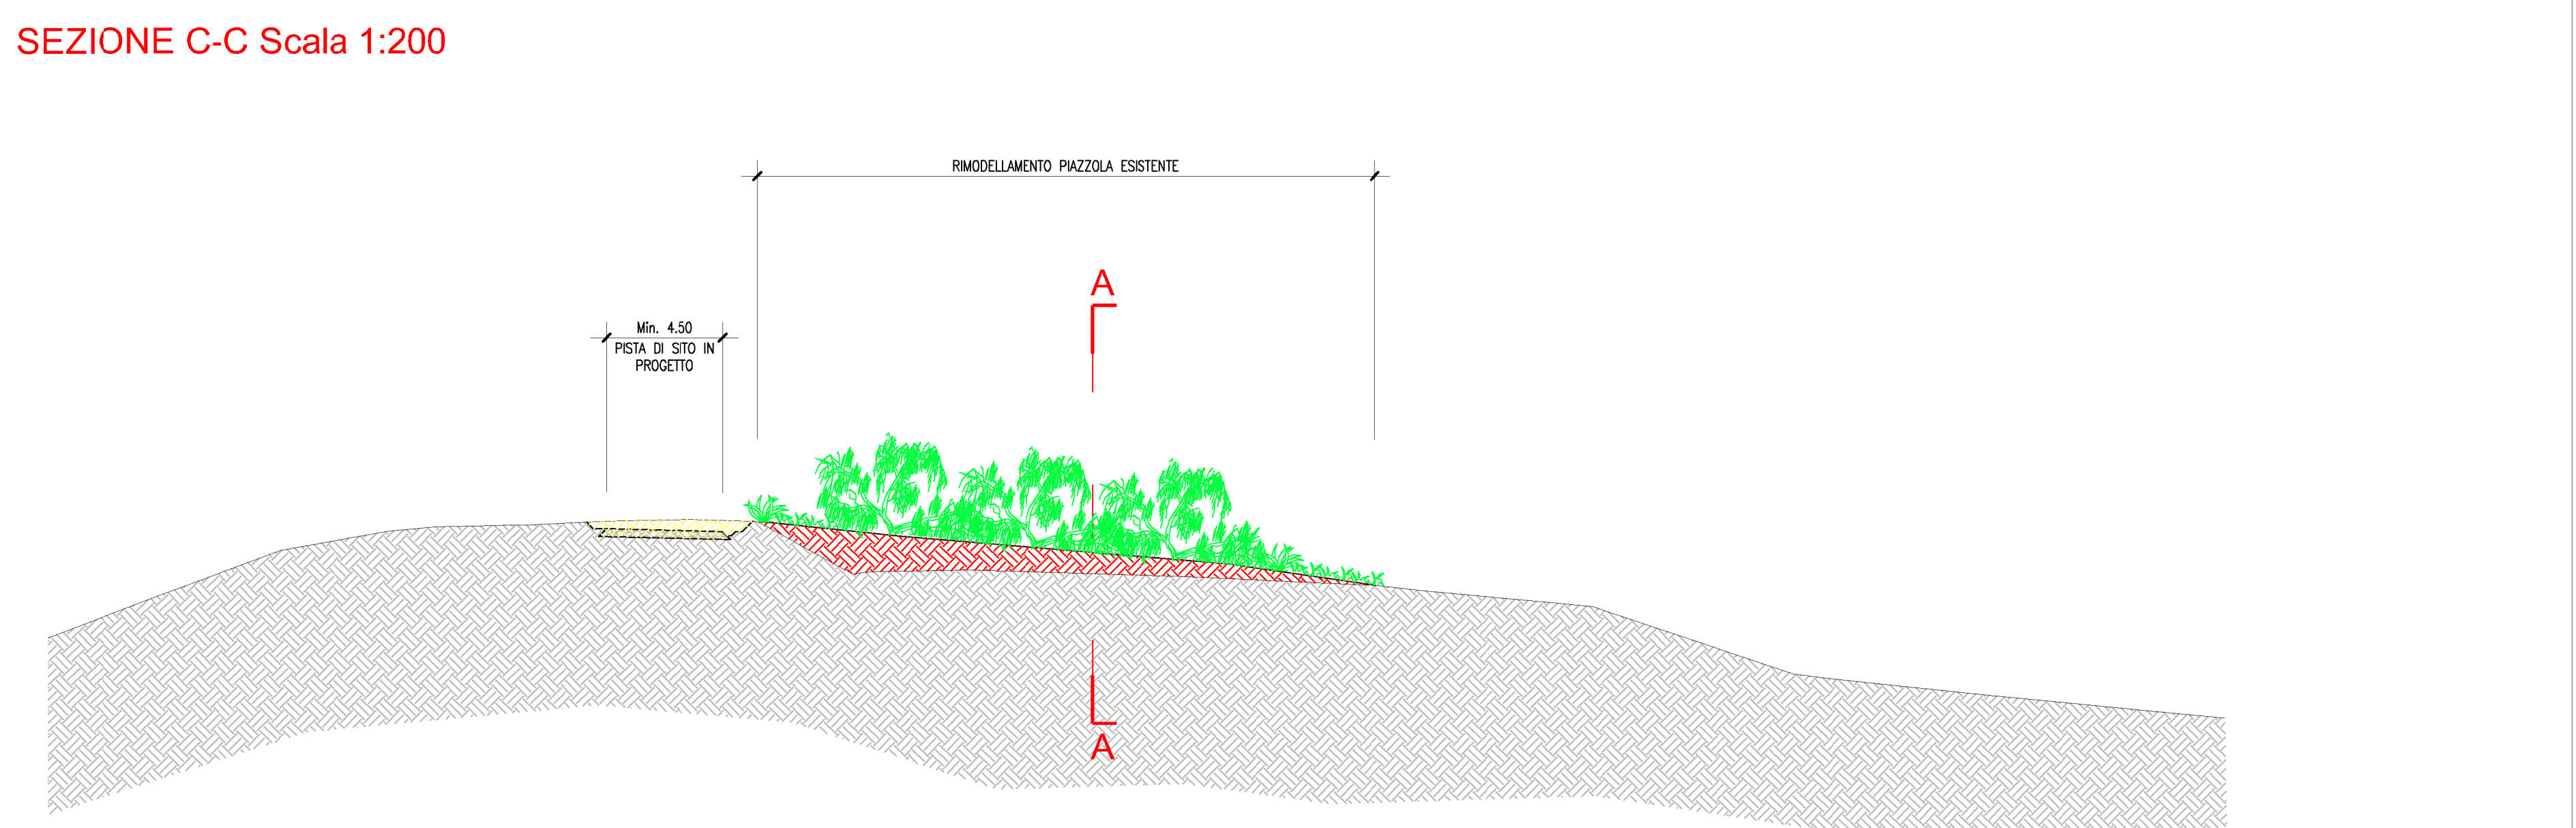 SEZIONE C-C Scala 1:200
RIMODELLAMENTO PIAZZOLA ESISTENTE
A
Min. 4.50
PISTA DI SITO IN
PROGETTO
A